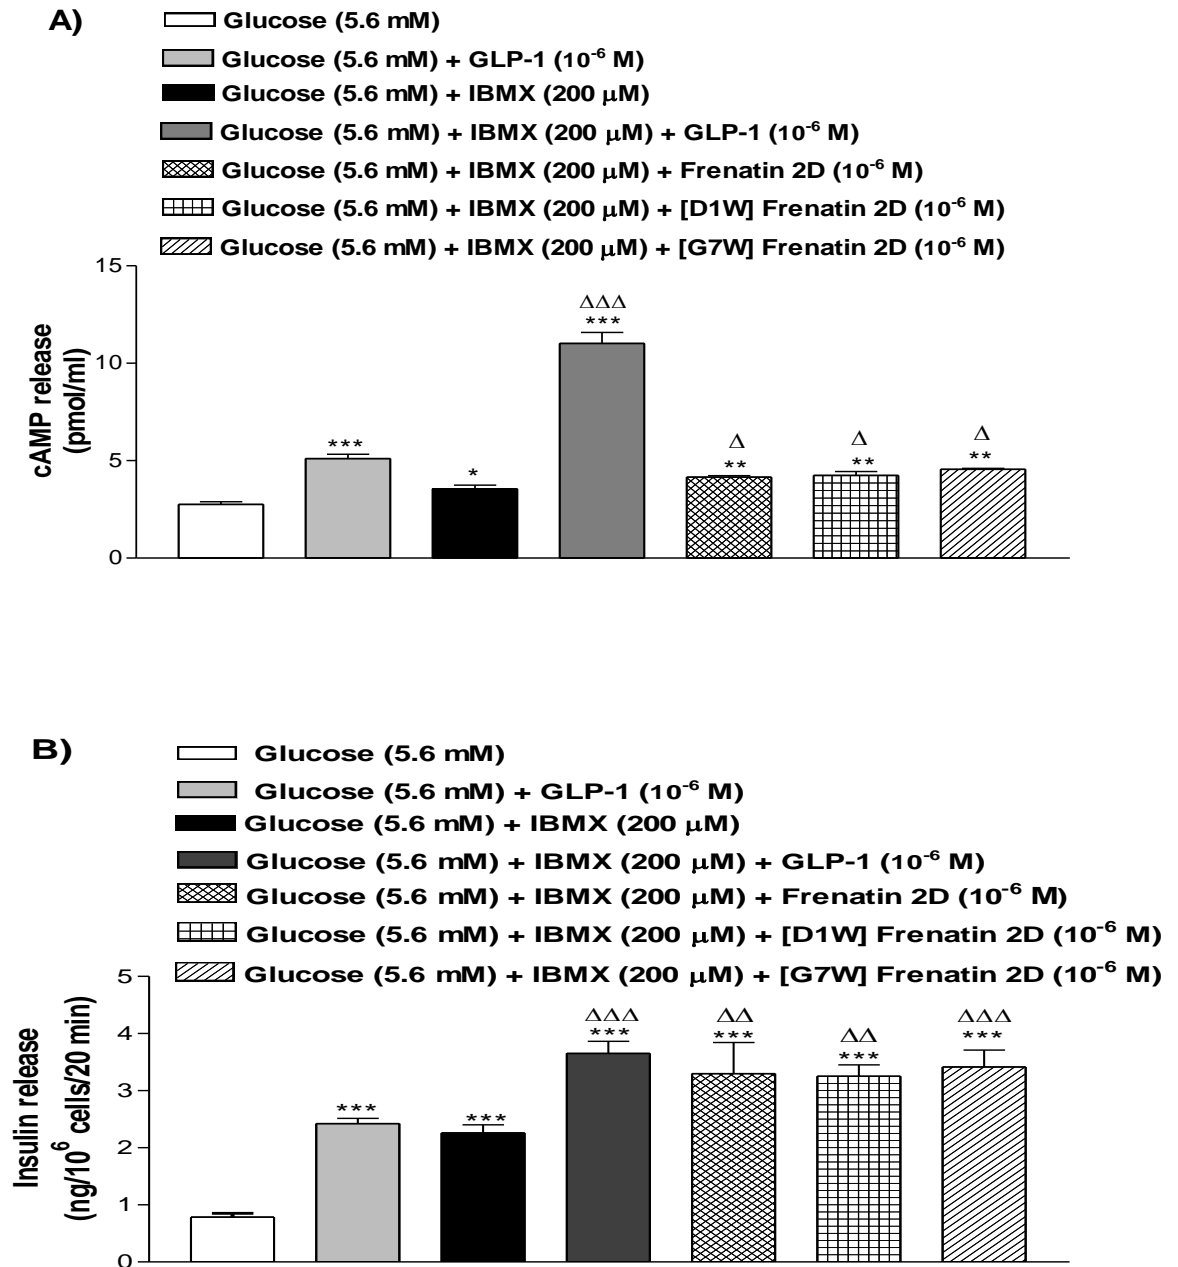 A)
Glucose (5.6 mM)
Glucose (5.6 mM) + GLP-1 (10⁻⁶ M)
Glucose (5.6 mM) + IBMX (200 μM)
Glucose (5.6 mM) + IBMX (200 μM) + GLP-1 (10⁻⁶ M)
Glucose (5.6 mM) + IBMX (200 μM) + Frenatin 2D (10⁻⁶ M)
Glucose (5.6 mM) + IBMX (200 μM) + [D1W] Frenatin 2D (10⁻⁶ M)
Glucose (5.6 mM) + IBMX (200 μM) + [G7W] Frenatin 2D (10⁻⁶ M)
cAMP release
(pmol/ml)
15
10
5
0
***
*
ΔΔΔ
***
Δ
**
Δ
**
Δ
**
B)
Glucose (5.6 mM)
Glucose (5.6 mM) + GLP-1 (10⁻⁶ M)
Glucose (5.6 mM) + IBMX (200 μM)
Glucose (5.6 mM) + IBMX (200 μM) + GLP-1 (10⁻⁶ M)
Glucose (5.6 mM) + IBMX (200 μM) + Frenatin 2D (10⁻⁶ M)
Glucose (5.6 mM) + IBMX (200 μM) + [D1W] Frenatin 2D (10⁻⁶ M)
Glucose (5.6 mM) + IBMX (200 μM) + [G7W] Frenatin 2D (10⁻⁶ M)
Insulin release
(ng/10⁶ cells/20 min)
5
4
3
2
1
0
***
***
ΔΔΔ
***
ΔΔ
***
ΔΔ
***
ΔΔΔ
***